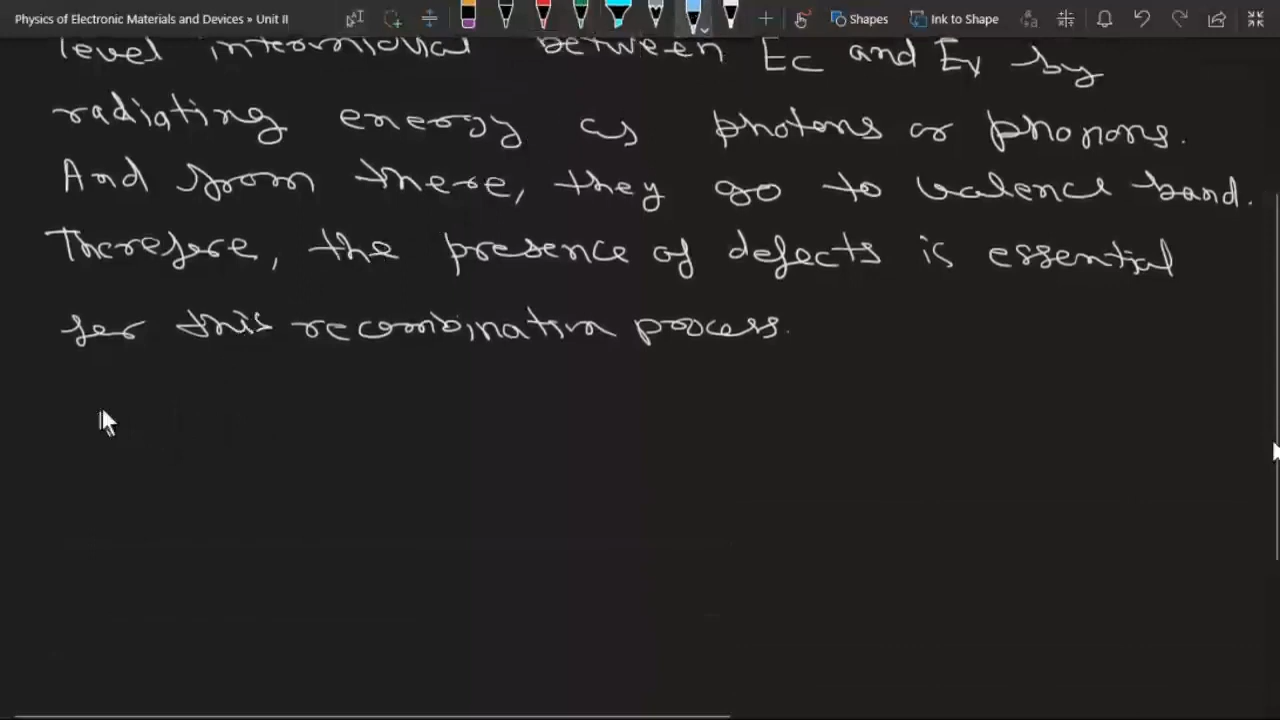 Physics of Electronic Materials and Devices » Unit II
Shapes
Ink to Shape
level intermidial between Ec and Ev by
radiating energy as photons or phonons.
And from there, they go to valence band.
Therefore, the presence of defects is essential
for this recombination process.